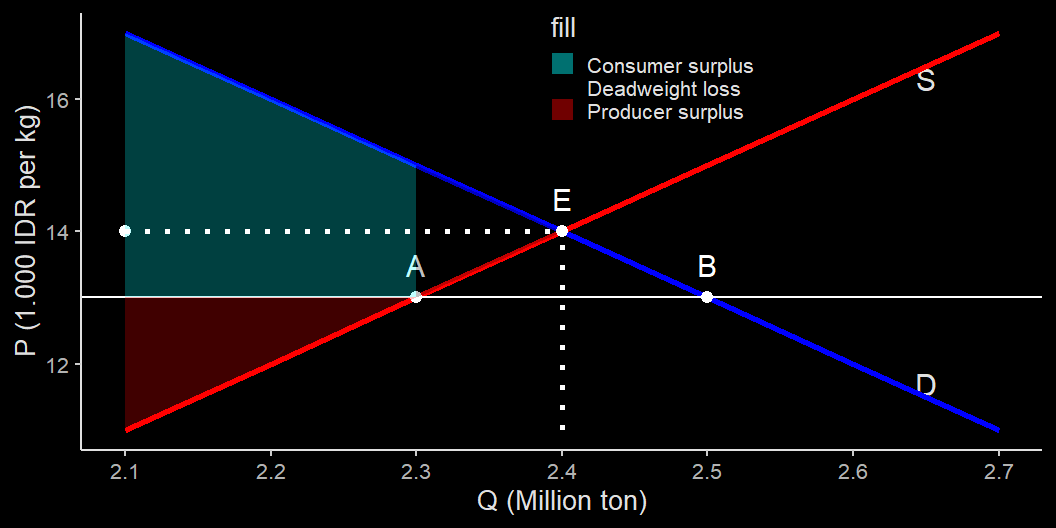 fill
Consumer surplus
Deadweight loss
Producer surplus
S
16
P (1.000 IDR per kg)
E
14
A
B
12
D
2.1 2.2 2.3 2.4 2.5 2.6 2.7
Q (Million ton)